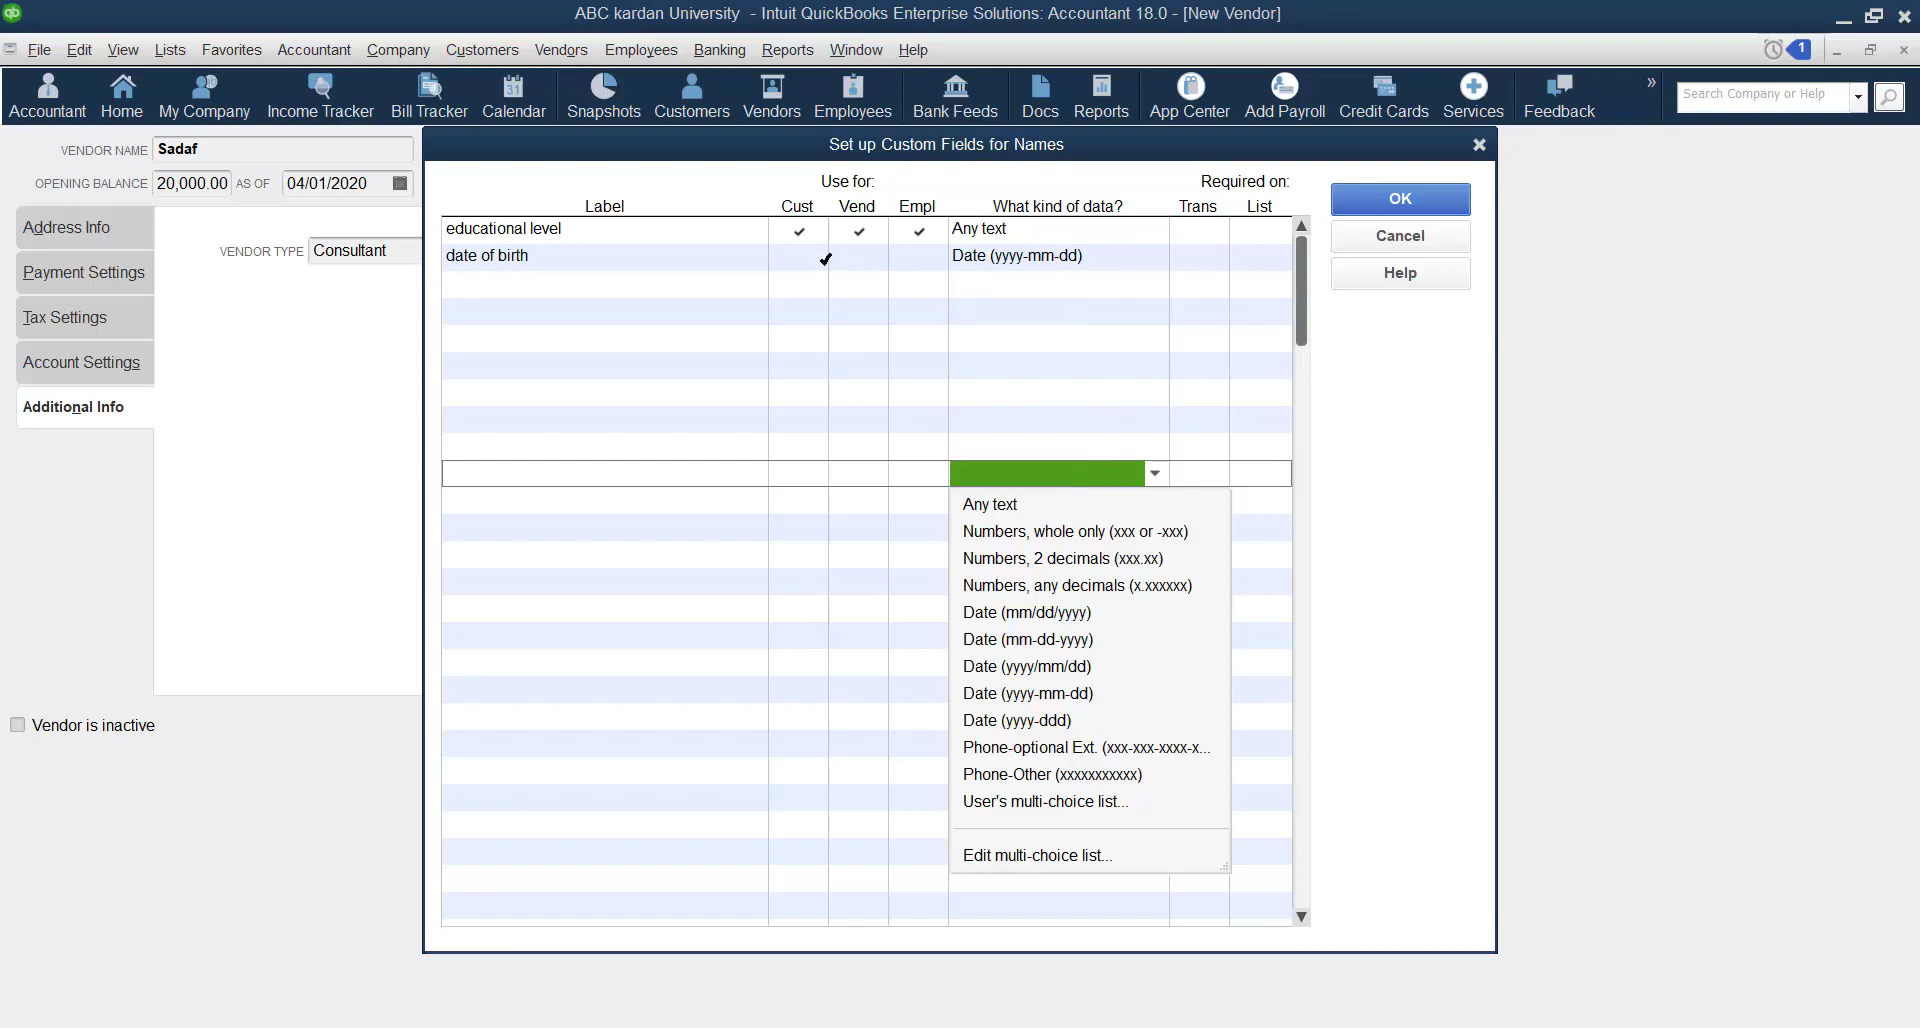 ABC kardan University - Intuit QuickBooks Enterprise Solutions: Accountant 18.0 - [New Vendor]
File Edit View Lists Favorites Accountant Company Customers Vendors Employees Banking Reports Window Help
1
31
Accountant Home My Company Income Tracker Bill Tracker Calendar Snapshots Customers Vendors Employees Bank Feeds Docs Reports App Center Add Payroll Credit Cards Services Feedback
» Search Company or Help
VENDOR NAME Sadaf
OPENING BALANCE 20,000.00 AS OF 04/01/2020
Address Info
Payment Settings
Tax Settings
Account Settings
Additional Info
VENDOR TYPE Consultant
Vendor is inactive
Set up Custom Fields for Names
Use for: Required on:
Label Cust Vend Empl What kind of data? Trans List
educational level Any text
date of birth Date (yyyy-mm-dd)
Any text
Numbers, whole only (xxx or -xxx)
Numbers, 2 decimals (xxx.xx)
Numbers, any decimals (x.xxxxxx)
Date (mm/dd/yyyy)
Date (mm-dd-yyyy)
Date (yyyy/mm/dd)
Date (yyyy-mm-dd)
Date (yyyy-ddd)
Phone-optional Ext. (xxx-xxx-xxxx-x...
Phone-Other (xxxxxxxxxxx)
User's multi-choice list...
Edit multi-choice list...
OK
Cancel
Help